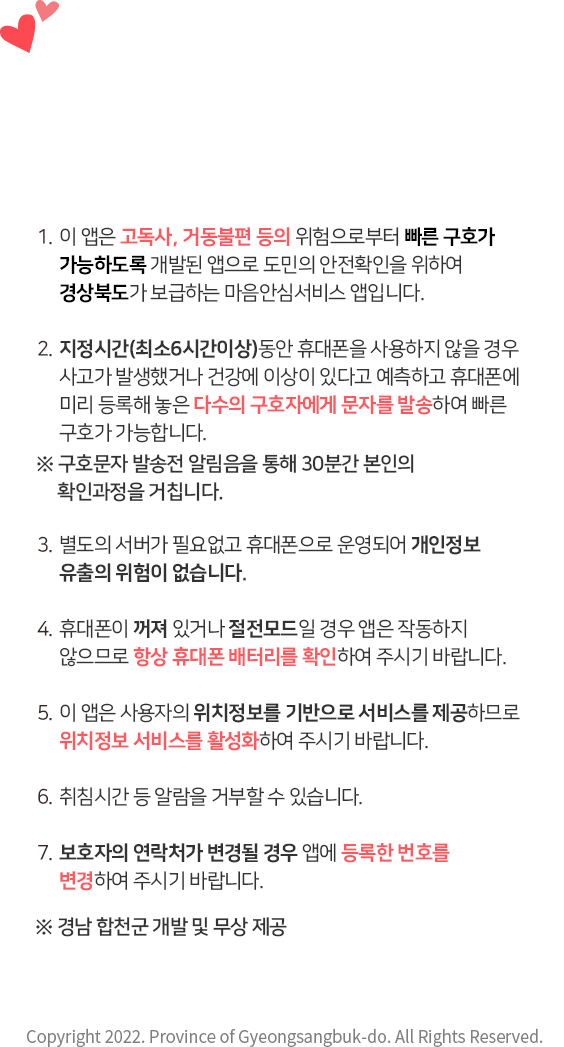 1. 이 앱은 고독사, 거동불편 등의 위험으로부터 빠른 구호가
가능하도록 개발된 앱으로 도민의 안전확인을 위하여
경상북도가 보급하는 마음안심서비스 앱입니다.
2. 지정시간(최소6시간이상)동안 휴대폰을 사용하지 않을 경우
사고가 발생했거나 건강에 이상이 있다고 예측하고 휴대폰에
미리 등록해 놓은 다수의 구호자에게 문자를 발송하여 빠른
구호가 가능합니다.
※ 구호문자 발송전 알림음을 통해 30분간 본인의
확인과정을 거칩니다.
3. 별도의 서버가 필요없고 휴대폰으로 운영되어 개인정보
유출의 위험이 없습니다.
4. 휴대폰이 꺼져 있거나 절전모드일 경우 앱은 작동하지
않으므로 항상 휴대폰 배터리를 확인하여 주시기 바랍니다.
5. 이 앱은 사용자의 위치정보를 기반으로 서비스를 제공하므로
위치정보 서비스를 활성화하여 주시기 바랍니다.
6. 취침시간 등 알람을 거부할 수 있습니다.
7. 보호자의 연락처가 변경될 경우 앱에 등록한 번호를
변경하여 주시기 바랍니다.
※ 경남 합천군 개발 및 무상 제공
Copyright 2022. Province of Gyeongsangbuk-do. All Rights Reserved.